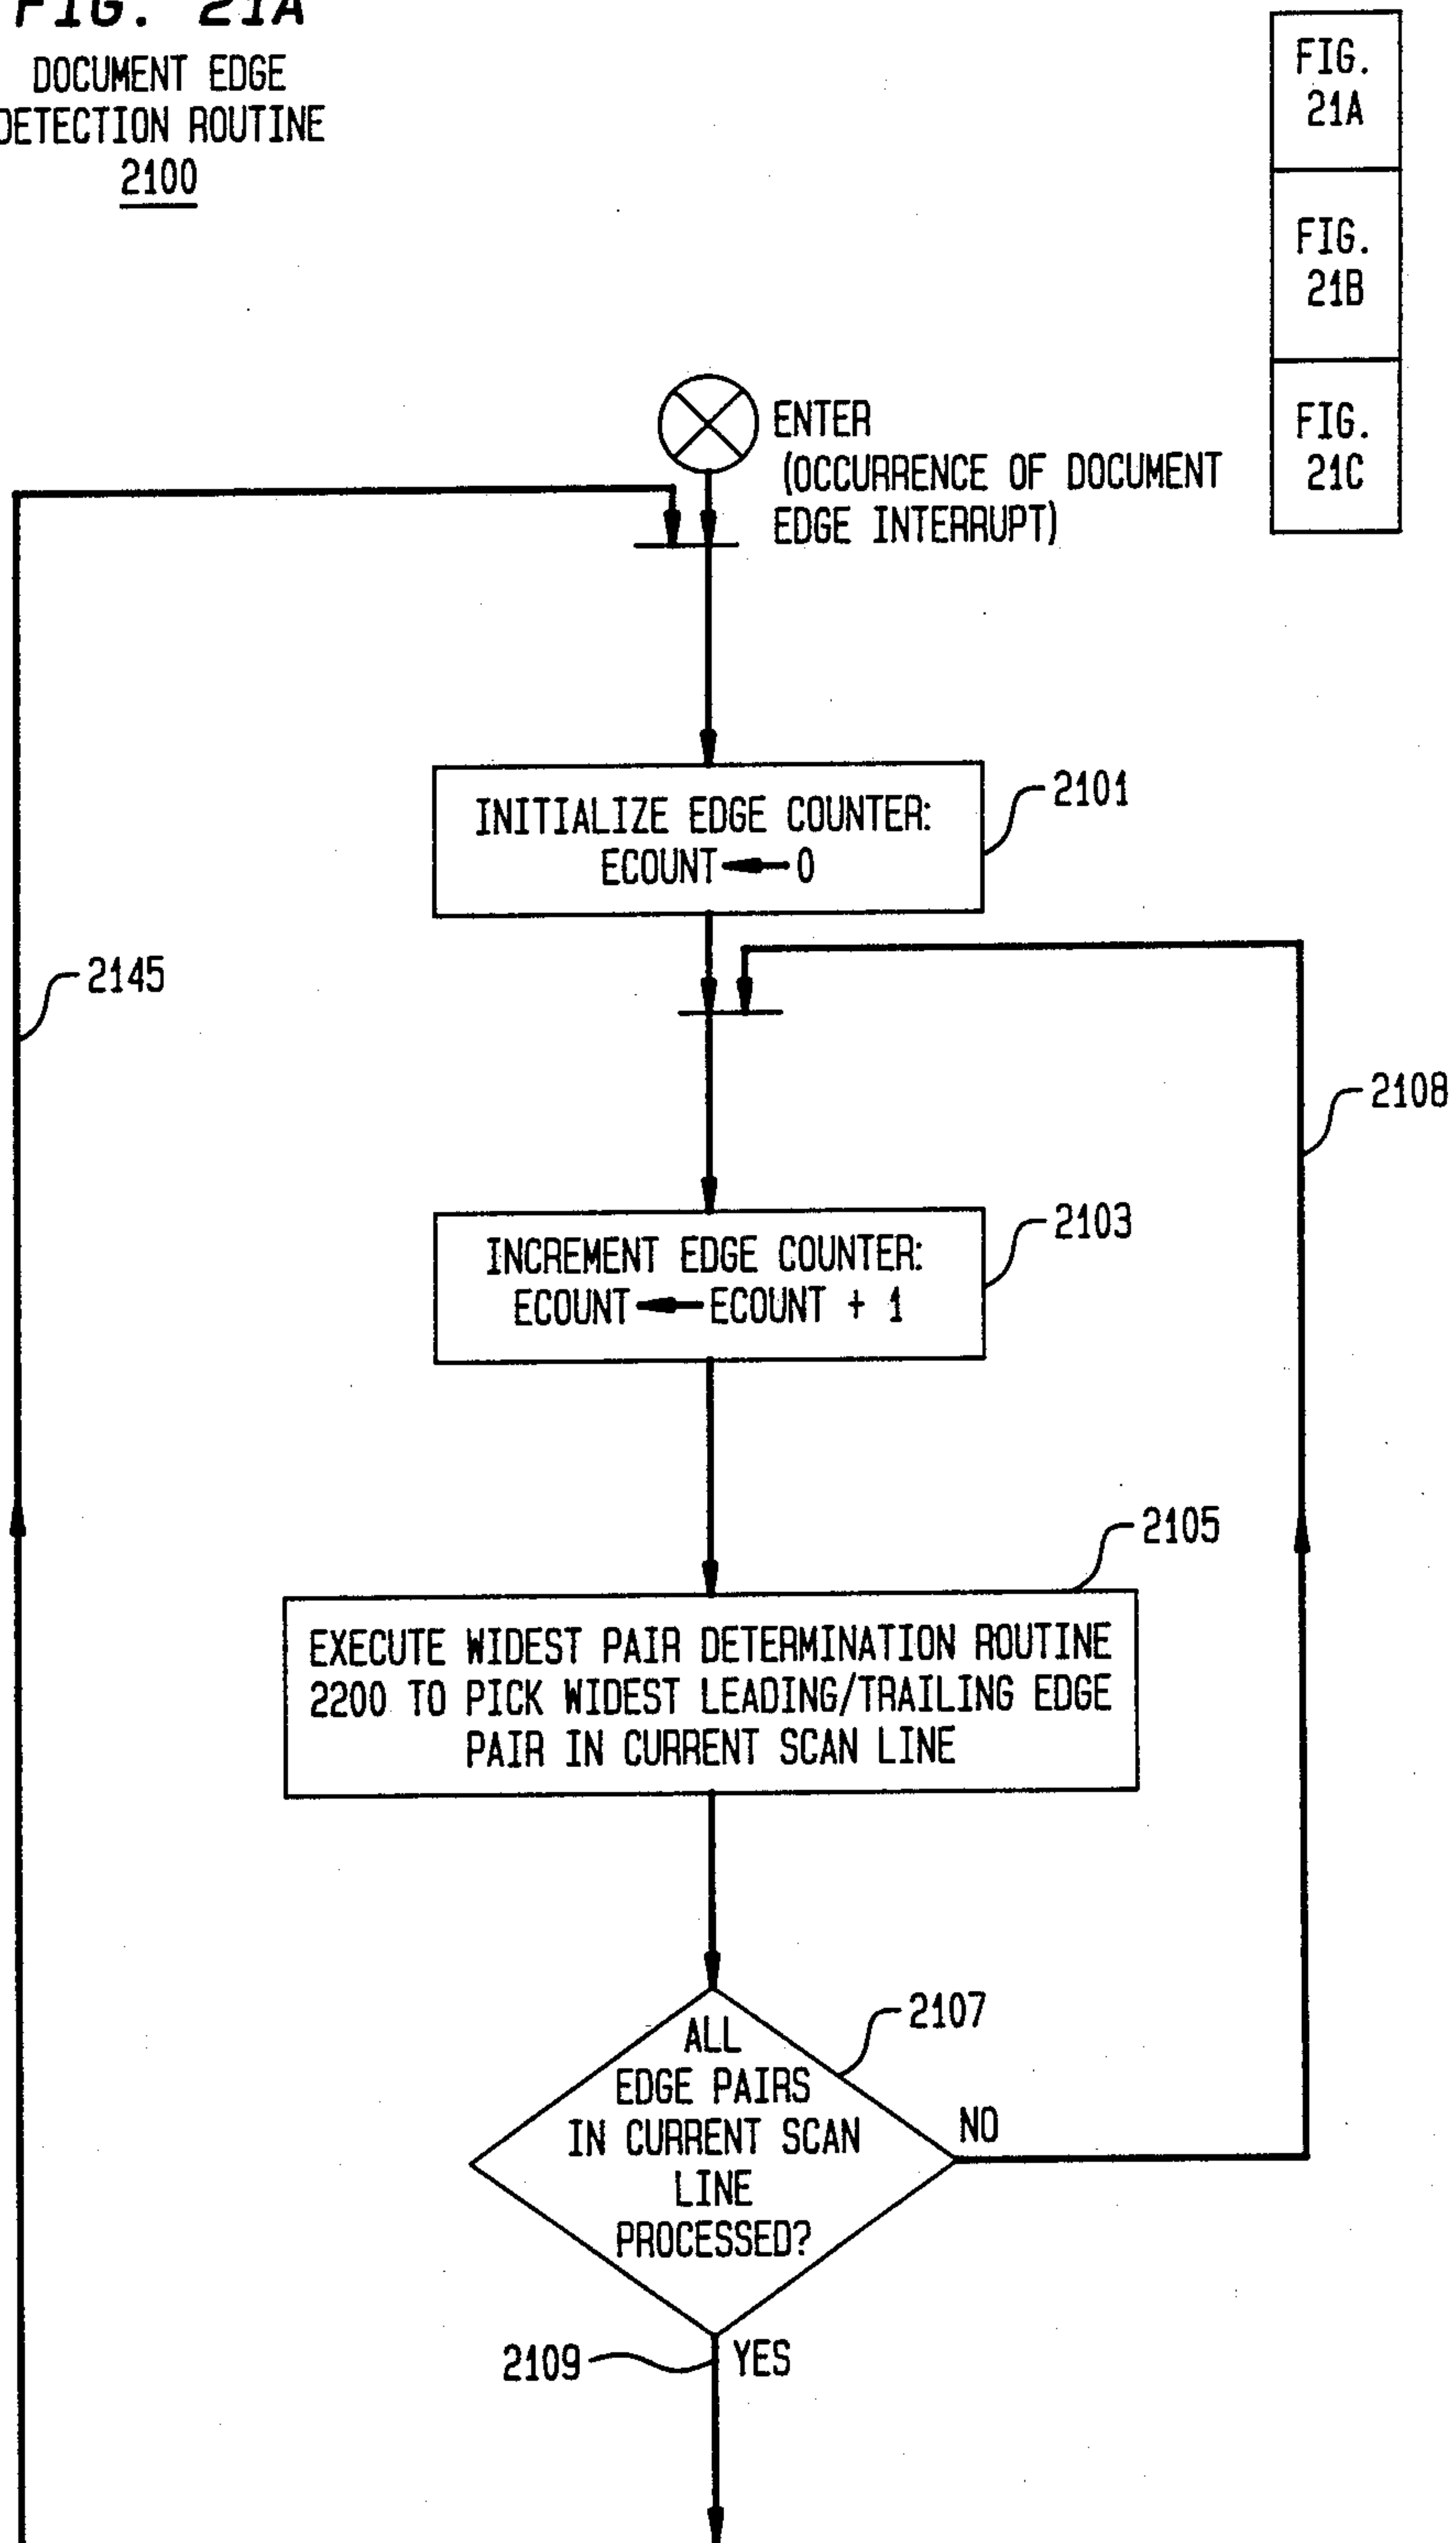 FIG. 21A
DOCUMENT EDGE
DETECTION ROUTINE
2100
FIG.
21A
FIG.
21B
FIG.
21C
ENTER
(OCCURRENCE OF DOCUMENT
EDGE INTERRUPT)
INITIALIZE EDGE COUNTER:
ECOUNT ← 0
2101
2145
2108
INCREMENT EDGE COUNTER:
ECOUNT ← ECOUNT + 1
2103
2105
EXECUTE WIDEST PAIR DETERMINATION ROUTINE
2200 TO PICK WIDEST LEADING/TRAILING EDGE
PAIR IN CURRENT SCAN LINE
2107
ALL
EDGE PAIRS
IN CURRENT SCAN
LINE
PROCESSED?
NO
2109
YES